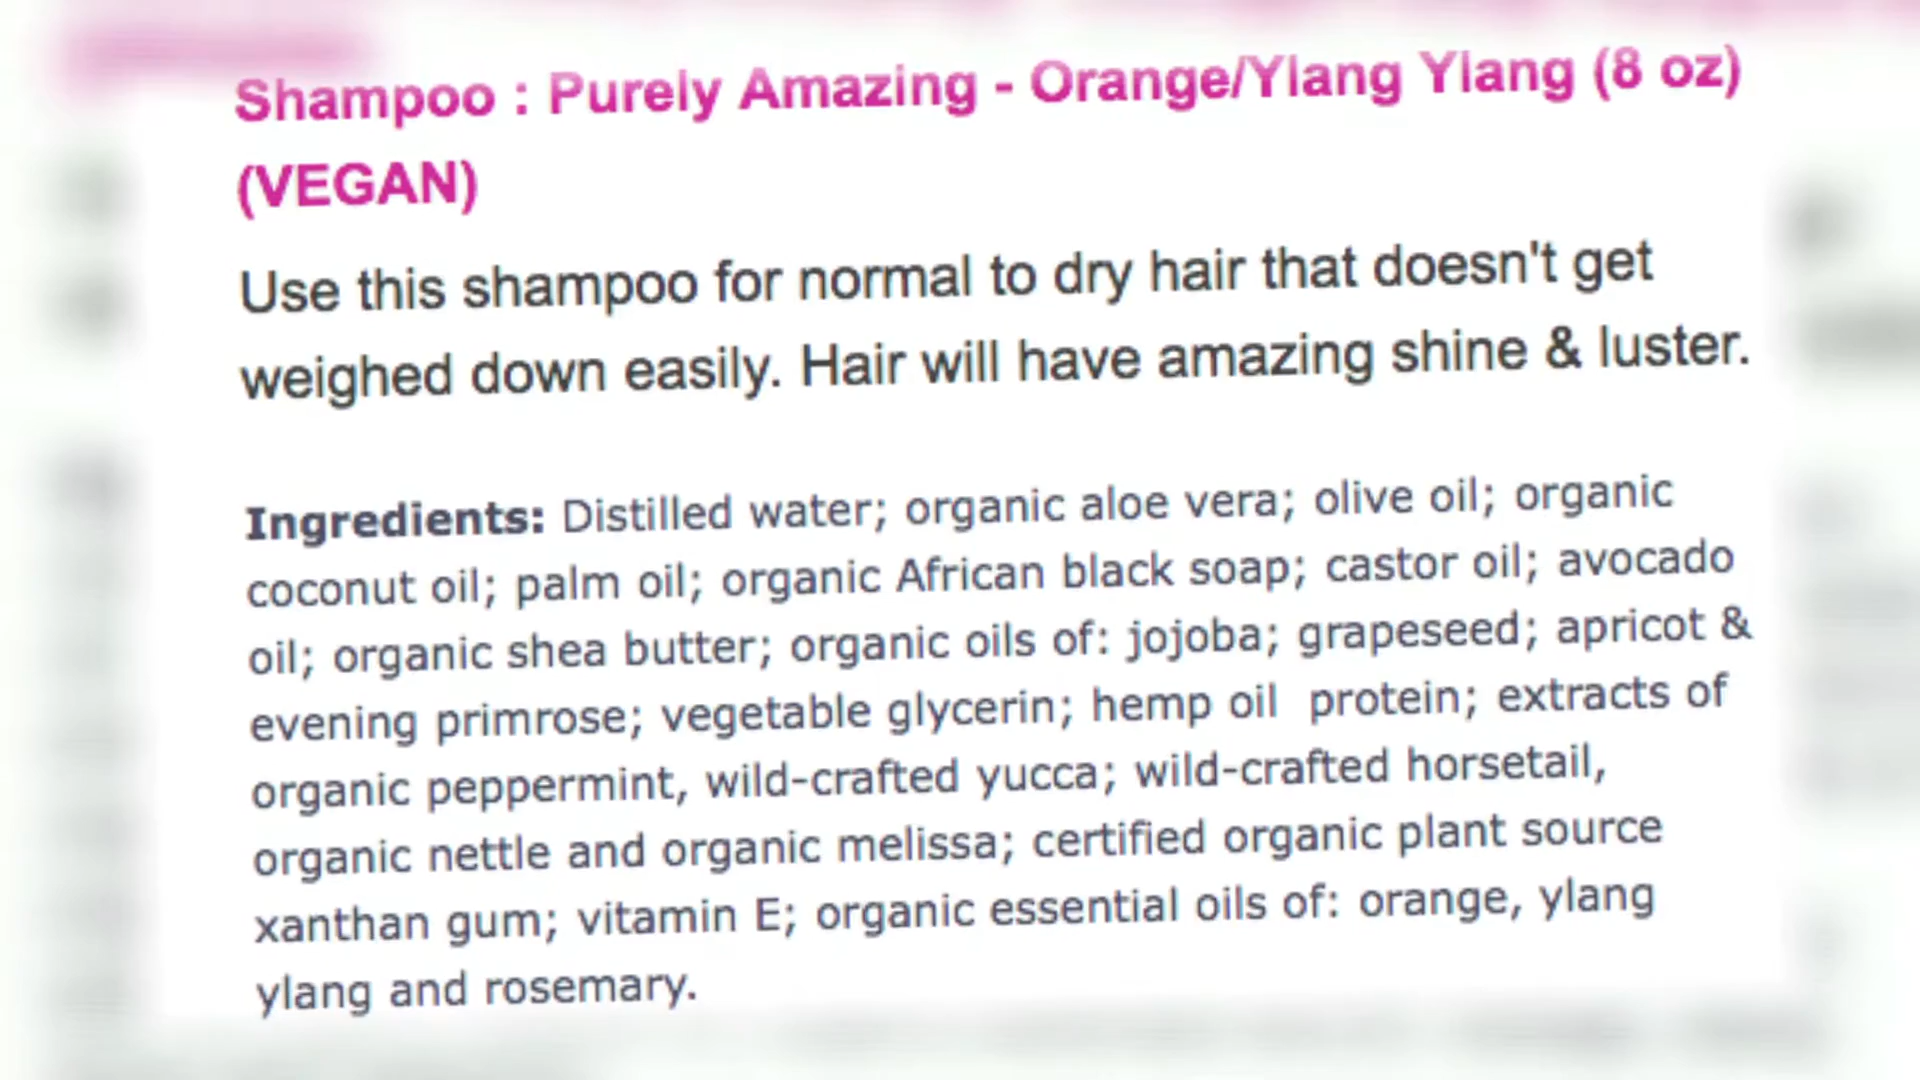 Shampoo : Purely Amazing - Orange/Ylang Ylang (8 oz)
(VEGAN)
Use this shampoo for normal to dry hair that doesn't get
weighed down easily. Hair will have amazing shine & luster.
Ingredients: Distilled water; organic aloe vera; olive oil; organic
coconut oil; palm oil; organic African black soap; castor oil; avocado
oil; organic shea butter; organic oils of: jojoba; grapeseed; apricot &
evening primrose; vegetable glycerin; hemp oil  protein; extracts of
organic peppermint, wild-crafted yucca; wild-crafted horsetail,
organic nettle and organic melissa; certified organic plant source
xanthan gum; vitamin E; organic essential oils of: orange, ylang
ylang and rosemary.